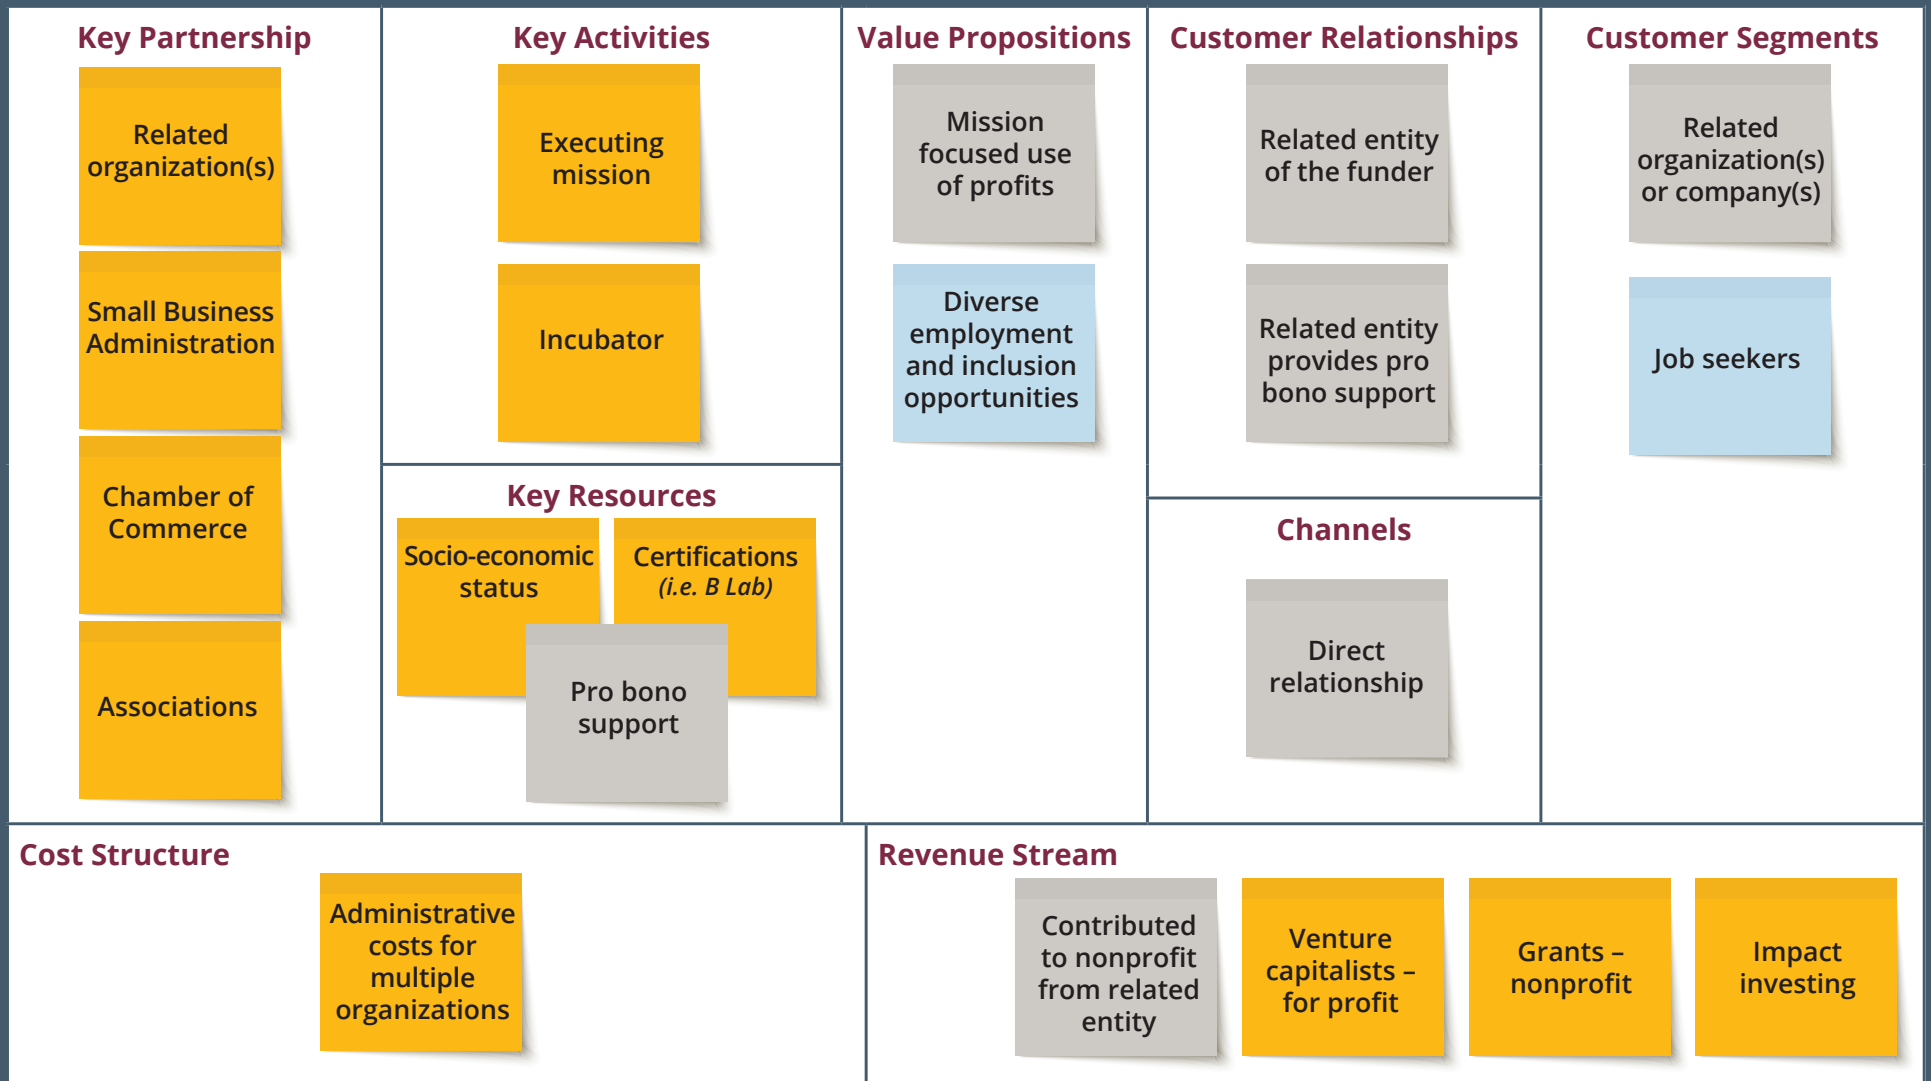 Key Partnership
Related
organization(s)
Small Business
Administration
Chamber of
Commerce
Associations
Key Activities
Executing
mission
Incubator
Key Resources
Socio-economic
status
Certifications
(i.e. B Lab)
Pro bono
support
Value Propositions
Mission
focused use
of profits
Diverse
employment
and inclusion
opportunities
Customer Relationships
Related entity
of the funder
Related entity
provides pro
bono support
Channels
Direct
relationship
Customer Segments
Related
organization(s)
or company(s)
Job seekers
Cost Structure
Administrative
costs for
multiple
organizations
Revenue Stream
Contributed
to nonprofit
from related
entity
Venture
capitalists –
for profit
Grants –
nonprofit
Impact
investing